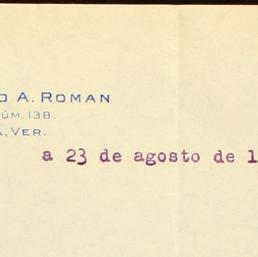 O A. ROMAN
ÚM. 138.
A, VER.
a 23 de agosto de 1